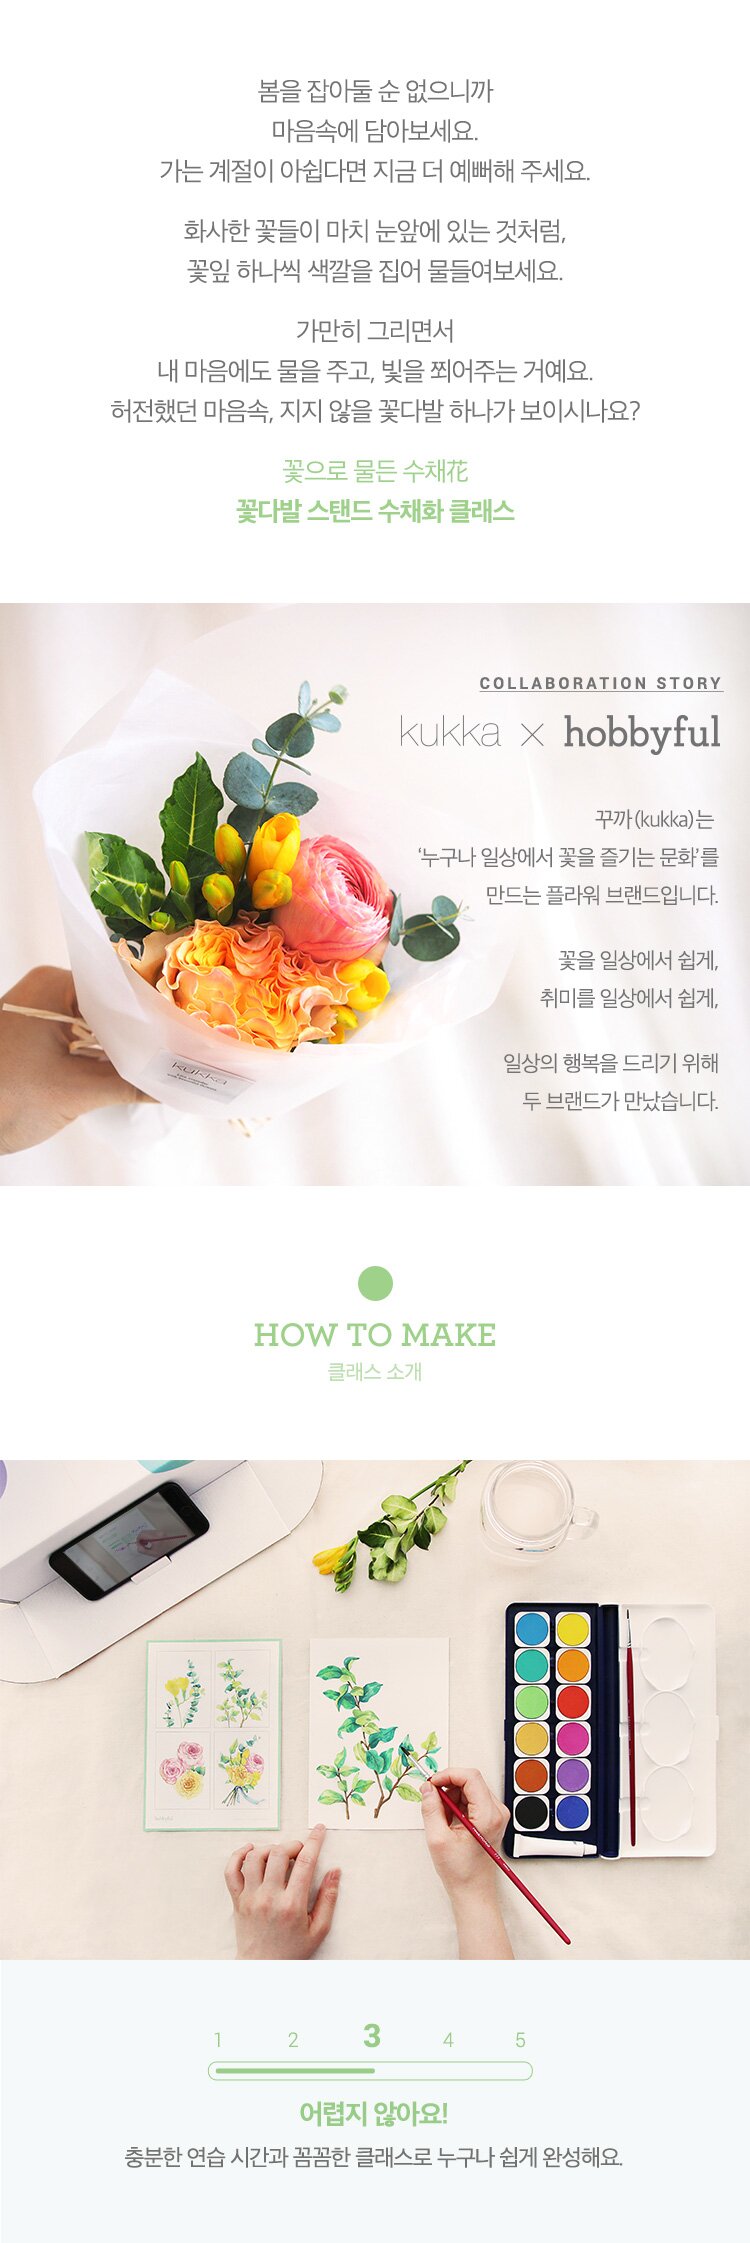 봄을 잡아둘 순 없으니까
마음속에 담아보세요.
가는 계절이 아쉽다면 지금 더 예뻐해 주세요.
화사한 꽃들이 마치 눈앞에 있는 것처럼,
꽃잎 하나씩 색깔을 집어 물들여보세요.
가만히 그리면서
내 마음에도 물을 주고, 빛을 쬐어주는 거예요.
허전했던 마음속, 지지 않을 꽃다발 하나가 보이시나요?
꽃으로 물든 수채花
꽃다발 스탠드 수채화 클래스
COLLABORATION STORY
kukka × hobbyful
꾸까(kukka)는
‘누구나 일상에서 꽃을 즐기는 문화’를
만드는 플라워 브랜드입니다.
꽃을 일상에서 쉽게,
취미를 일상에서 쉽게,
일상의 행복을 드리기 위해
두 브랜드가 만났습니다.
kukka
HOW TO MAKE
클래스 소개
hobbyful
1 2 3 4 5
어렵지 않아요!
충분한 연습 시간과 꼼꼼한 클래스로 누구나 쉽게 완성해요.